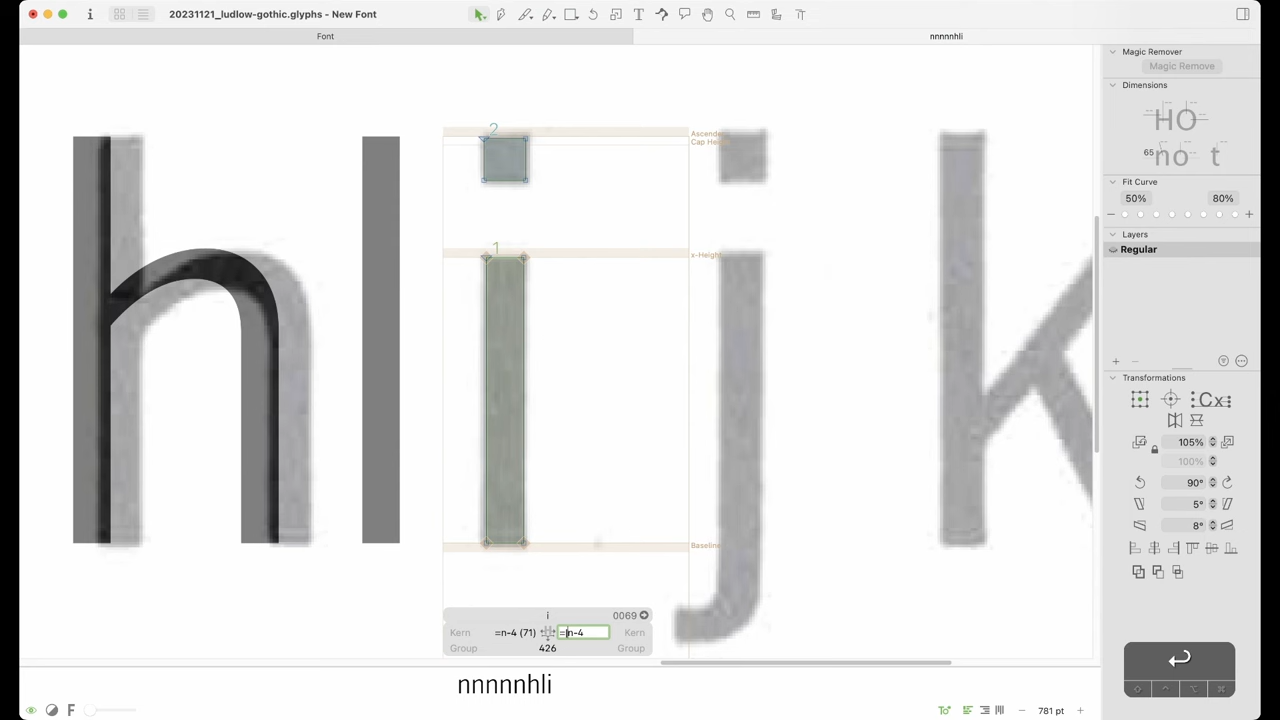 20231121_ludlow-gothic.glyphs - New Font
Font
nnnnnhli
Magic Remover
Magic Remove
Dimensions
HO
65 no t
Fit Curve
50% 80%
Layers
Regular
Transformations
Cx
105%
100%
90°
5°
8°
h l i j k
2
1
Ascender
Cap Height
x-Height
Baseline
i 0069
Kern =n-4 (71) =n-4 Kern
Group 426 Group
nnnnnhli
F
781 pt